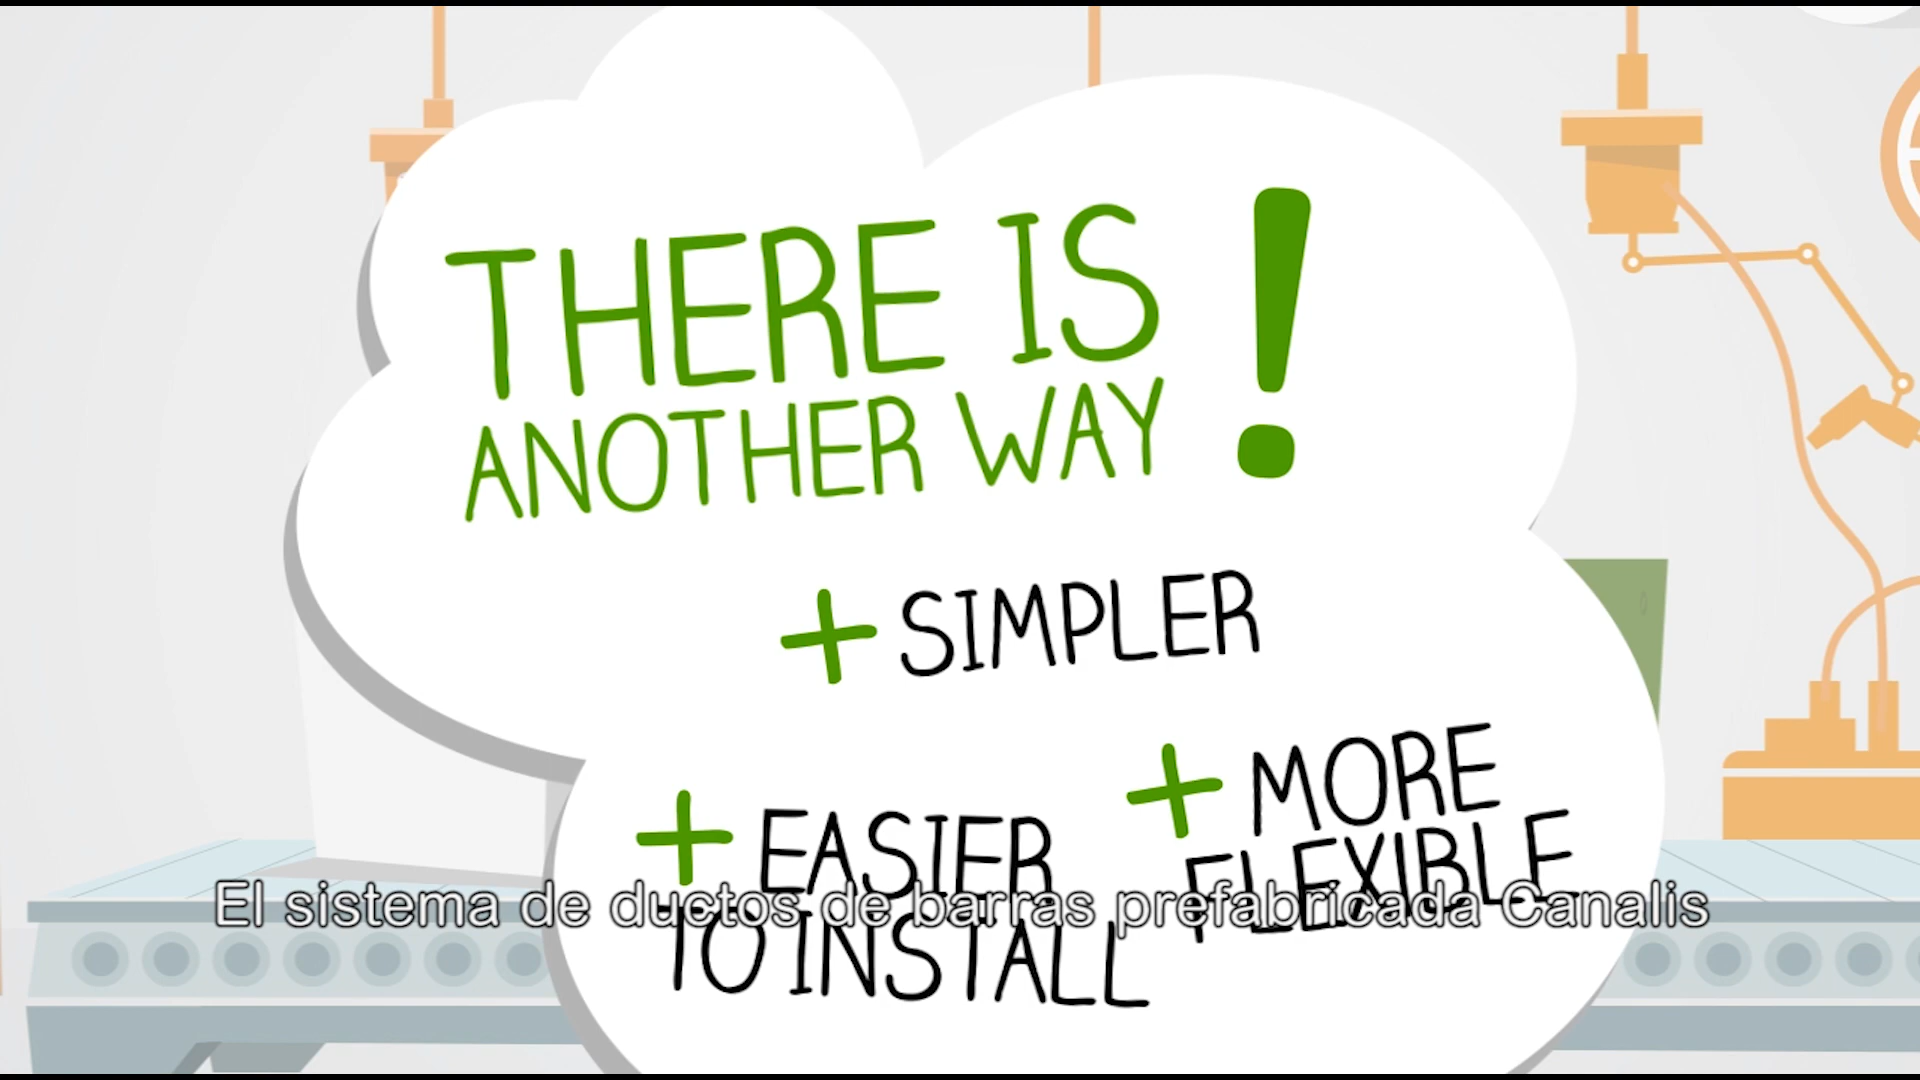 THERE IS
ANOTHER WAY !
+ SIMPLER
+ MORE
FLEXIBLE
+ EASIER
TO INSTALL
El sistema de ductos de barras prefabricada Canalis